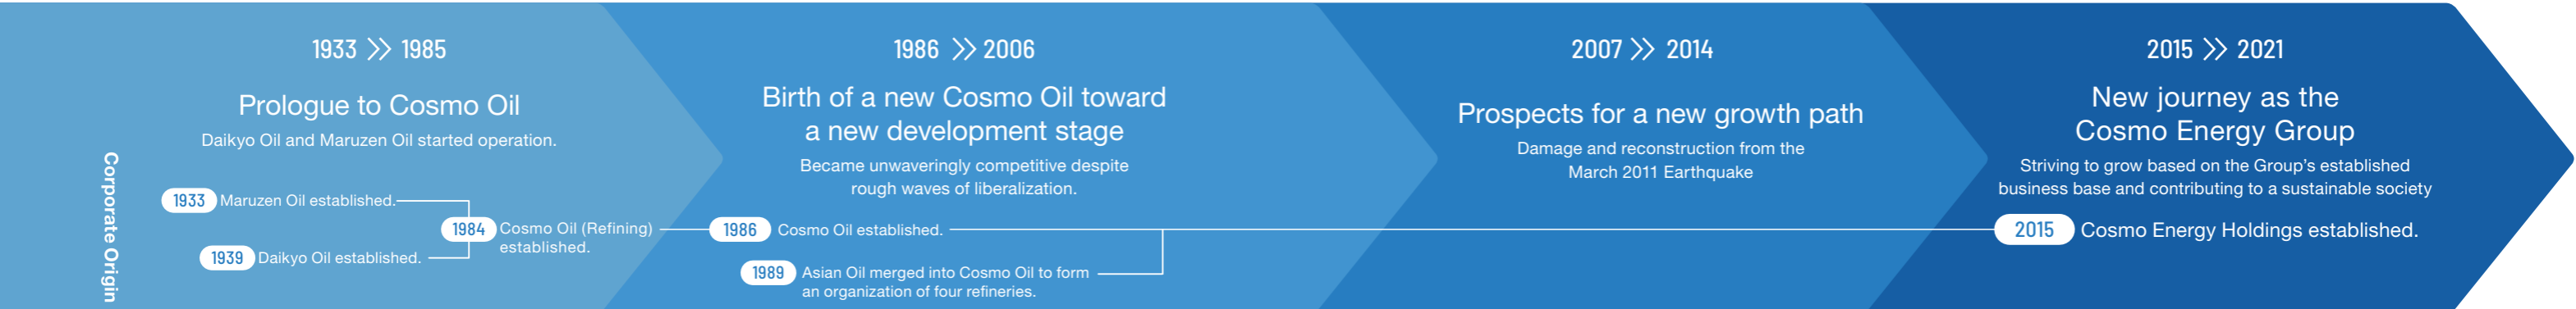 Corporate Origin
1933 >> 1985
Prologue to Cosmo Oil
Daikyo Oil and Maruzen Oil started operation.
1933 Maruzen Oil established.
1939 Daikyo Oil established.
1984 Cosmo Oil (Refining)
established.
1986 >> 2006
Birth of a new Cosmo Oil toward
a new development stage
Became unwaveringly competitive despite
rough waves of liberalization.
1986 Cosmo Oil established.
1989 Asian Oil merged into Cosmo Oil to form
an organization of four refineries.
2007 >> 2014
Prospects for a new growth path
Damage and reconstruction from the
March 2011 Earthquake
2015 >> 2021
New journey as the
Cosmo Energy Group
Striving to grow based on the Group's established
business base and contributing to a sustainable society
2015 Cosmo Energy Holdings established.